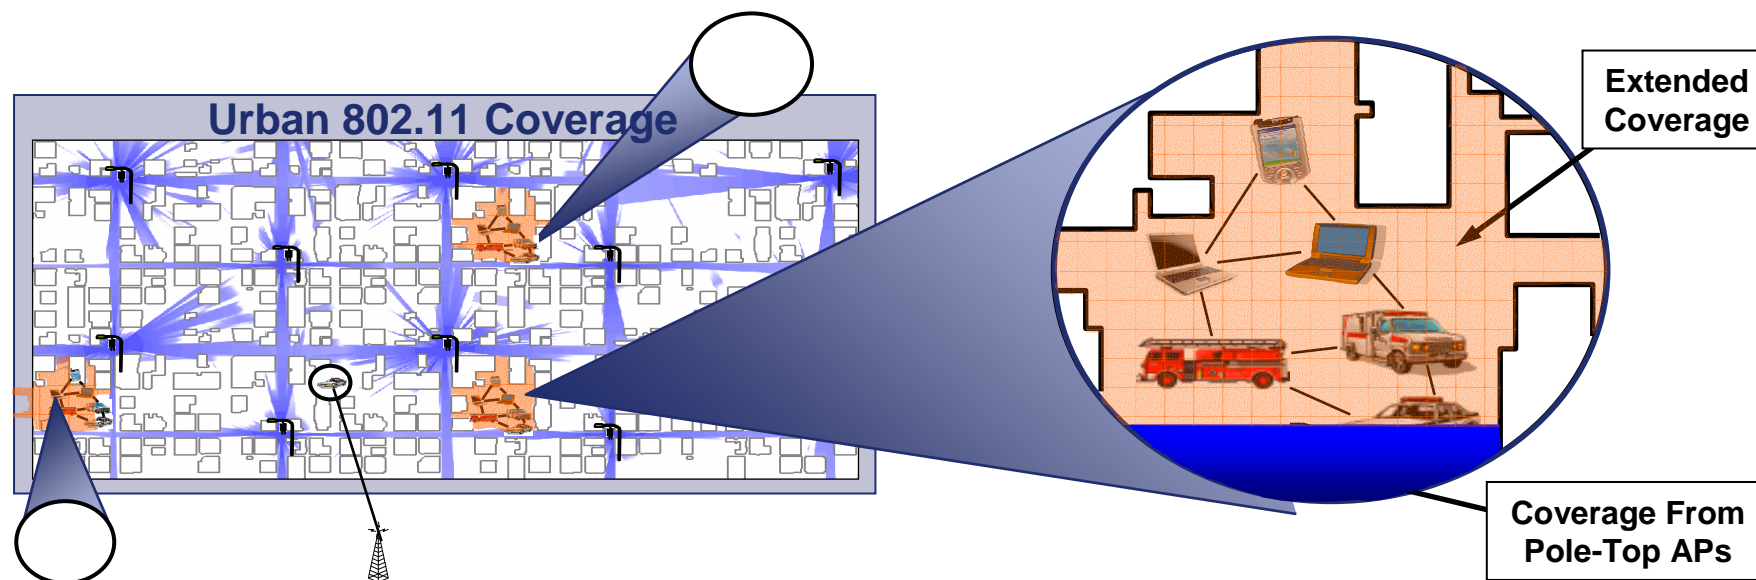 Urban 802.11 Coverage
Extended
Coverage
Coverage From
Pole-Top APs